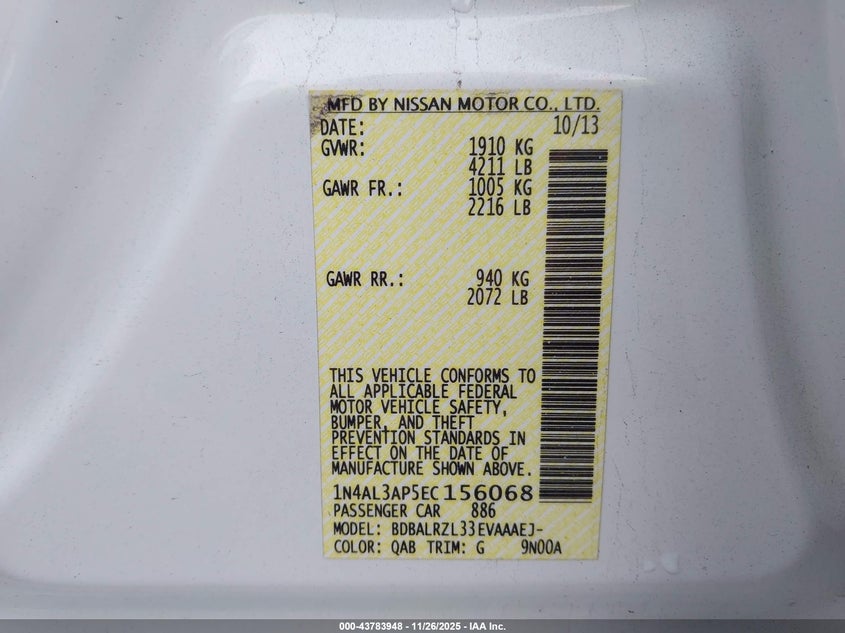 MFD BY NISSAN MOTOR CO., LTD.
DATE: 10/13
GVWR: 1910 KG
4211 LB
GAWR FR.: 1005 KG
2216 LB
GAWR RR.: 940 KG
2072 LB
THIS VEHICLE CONFORMS TO
ALL APPLICABLE FEDERAL
MOTOR VEHICLE SAFETY,
BUMPER, AND THEFT
PREVENTION STANDARDS IN
EFFECT ON THE DATE OF
MANUFACTURE SHOWN ABOVE.
1N4AL3AP5EC156068
PASSENGER CAR 886
MODEL: BDBALRZL33EVAAAEJ-
COLOR: QAB TRIM: G 9N00A
000-43783948 - 11/26/2025 - IAA Inc.